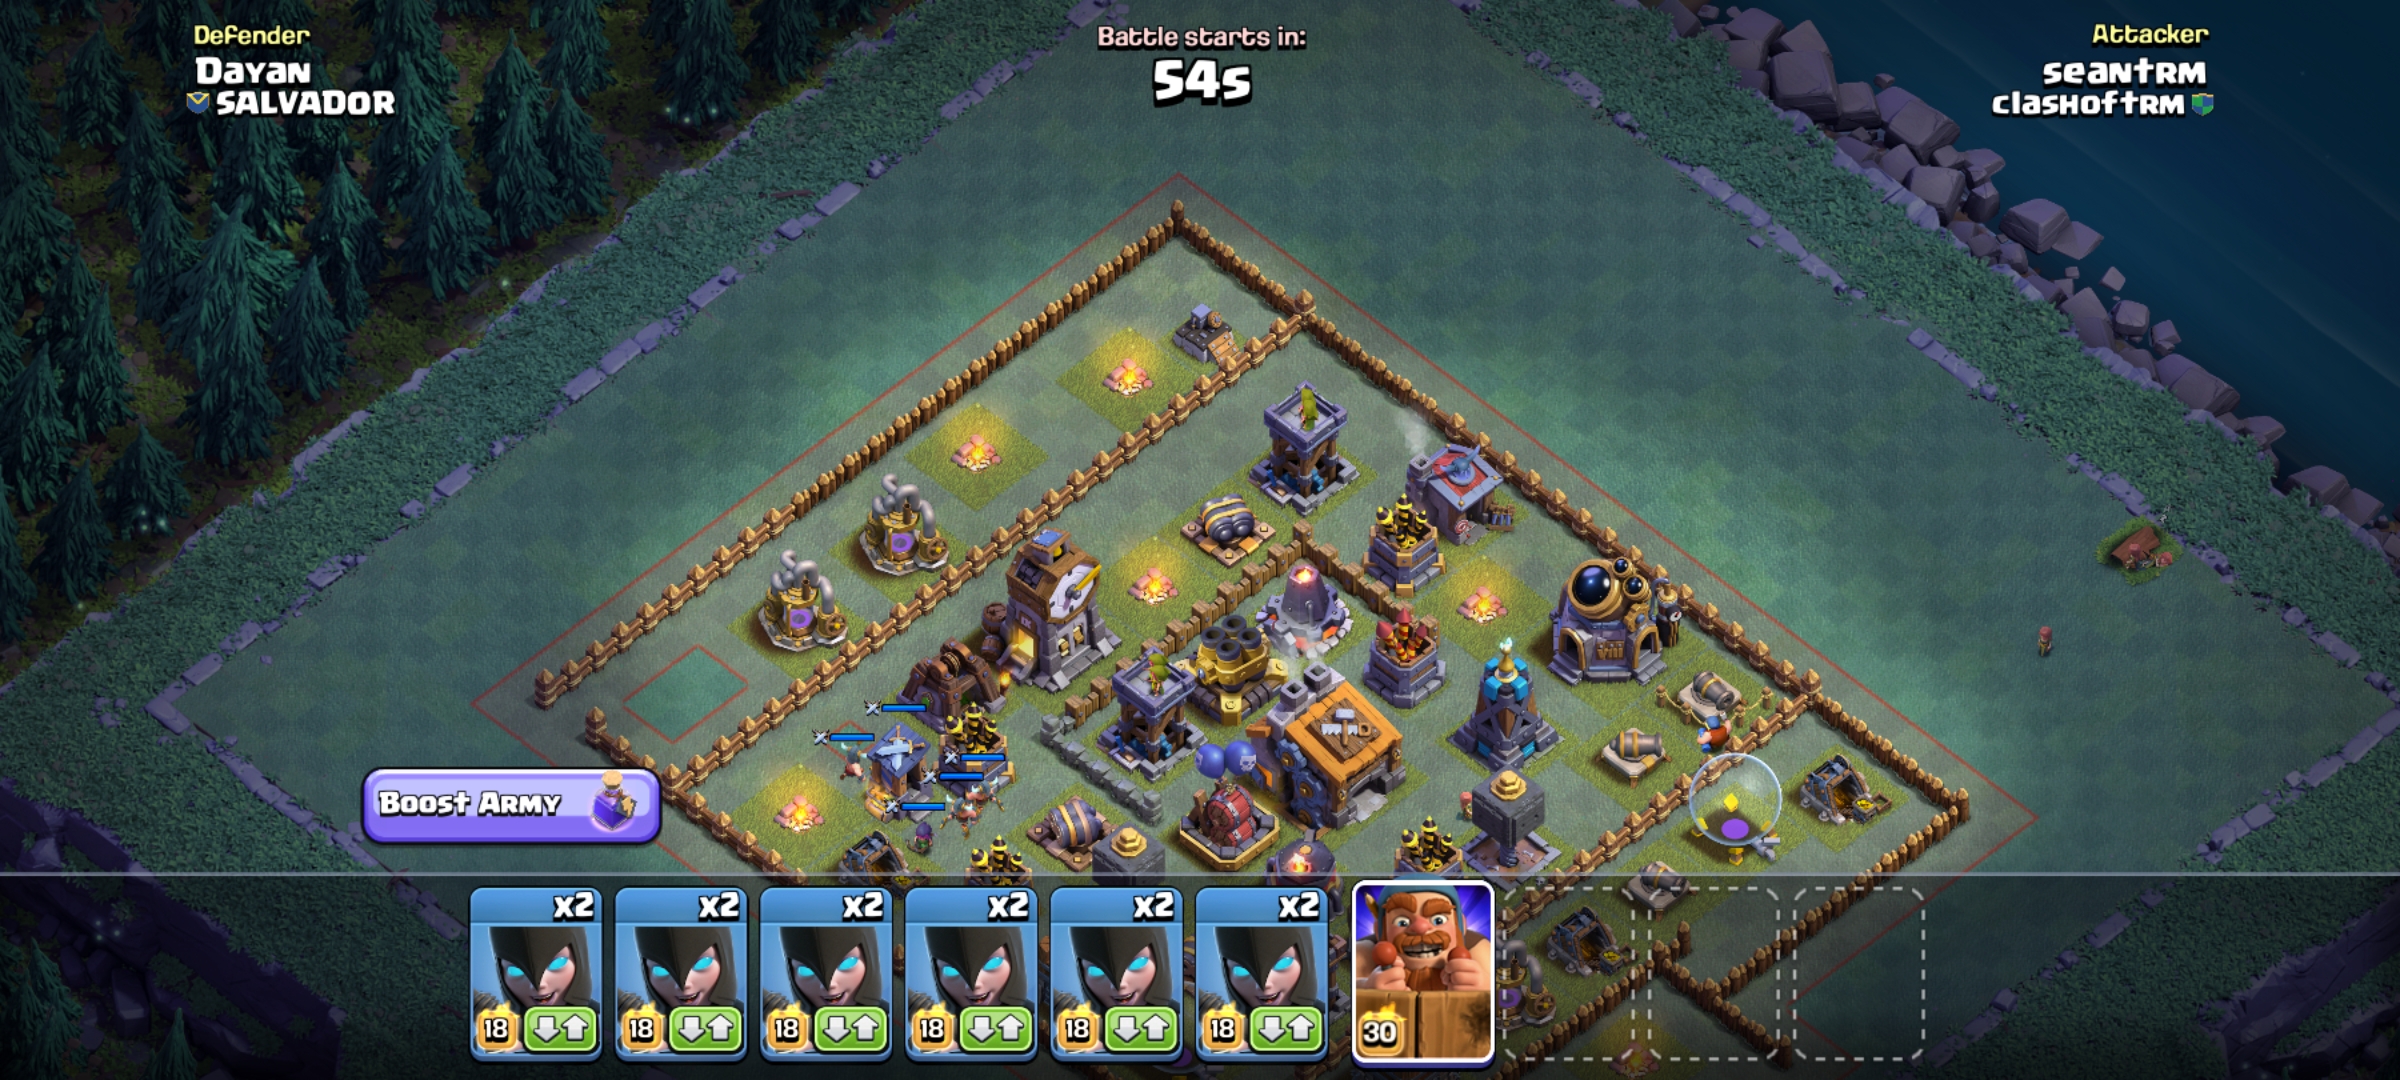 Defender
Dayan
SALVADOR
Battle starts in:
54s
Attacker
seantRM
clashoftRM
Boost Army
x2
x2
x2
x2
x2
x2
18
18
18
18
18
18
30